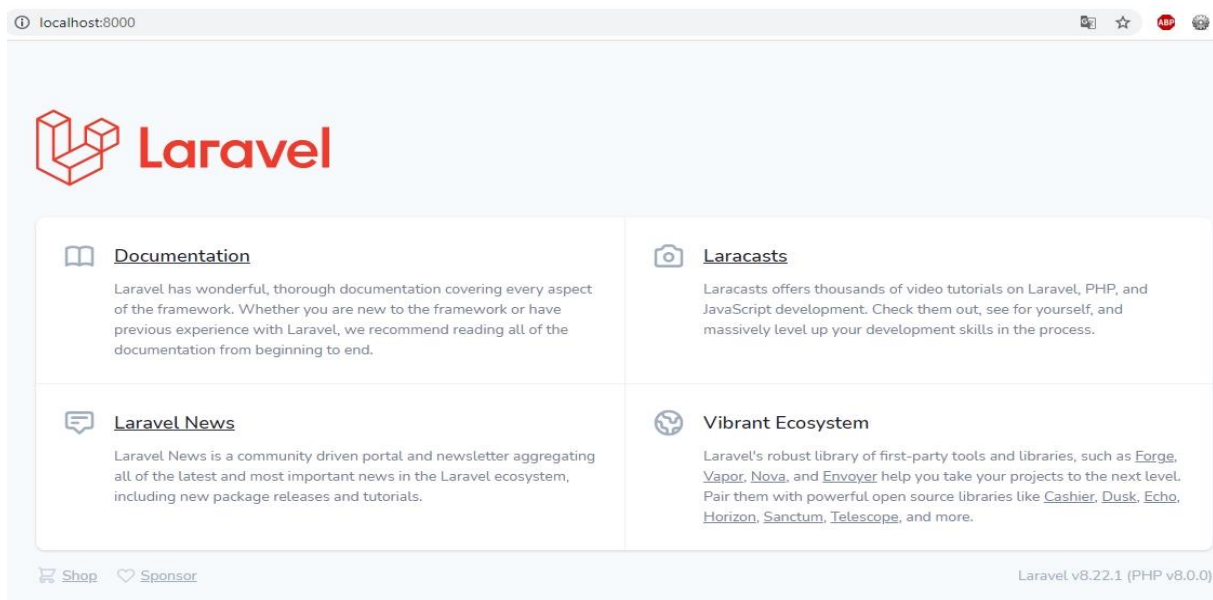 localhost:8000
ABP
Laravel
Documentation
Laravel has wonderful, thorough documentation covering every aspect
of the framework. Whether you are new to the framework or have
previous experience with Laravel, we recommend reading all of the
documentation from beginning to end.
Laracasts
Laracasts offers thousands of video tutorials on Laravel, PHP, and
JavaScript development. Check them out, see for yourself, and
massively level up your development skills in the process.
Laravel News
Laravel News is a community driven portal and newsletter aggregating
all of the latest and most important news in the Laravel ecosystem,
including new package releases and tutorials.
Vibrant Ecosystem
Laravel's robust library of first-party tools and libraries, such as Forge,
Vapor, Nova, and Envoyer help you take your projects to the next level.
Pair them with powerful open source libraries like Cashier, Dusk, Echo,
Horizon, Sanctum, Telescope, and more.
Shop
Sponsor
Laravel v8.22.1 (PHP v8.0.0)